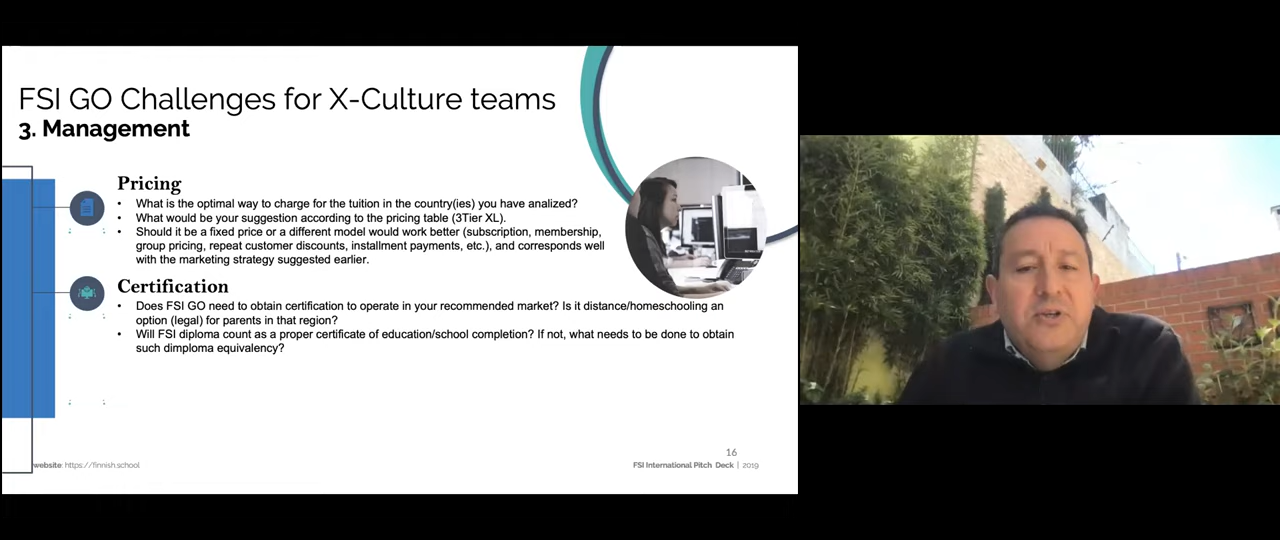 FSI GO Challenges for X-Culture teams
3. Management
Pricing
• What is the optimal way to charge for the tuition in the country(ies) you have analized?
• What would be your suggestion according to the pricing table (3Tier XL).
• Should it be a fixed price or a different model would work better (subscription, membership,
group pricing, repeat customer discounts, installment payments, etc.), and corresponds well
with the marketing strategy suggested earlier.
Certification
• Does FSI GO need to obtain certification to operate in your recommended market? Is it distance/homeschooling an
option (legal) for parents in that region?
• Will FSI diploma count as a proper certificate of education/school completion? If not, what needs to be done to obtain
such dimploma equivalency?
16
website: https://finnish.school
FSI International Pitch Deck | 2019